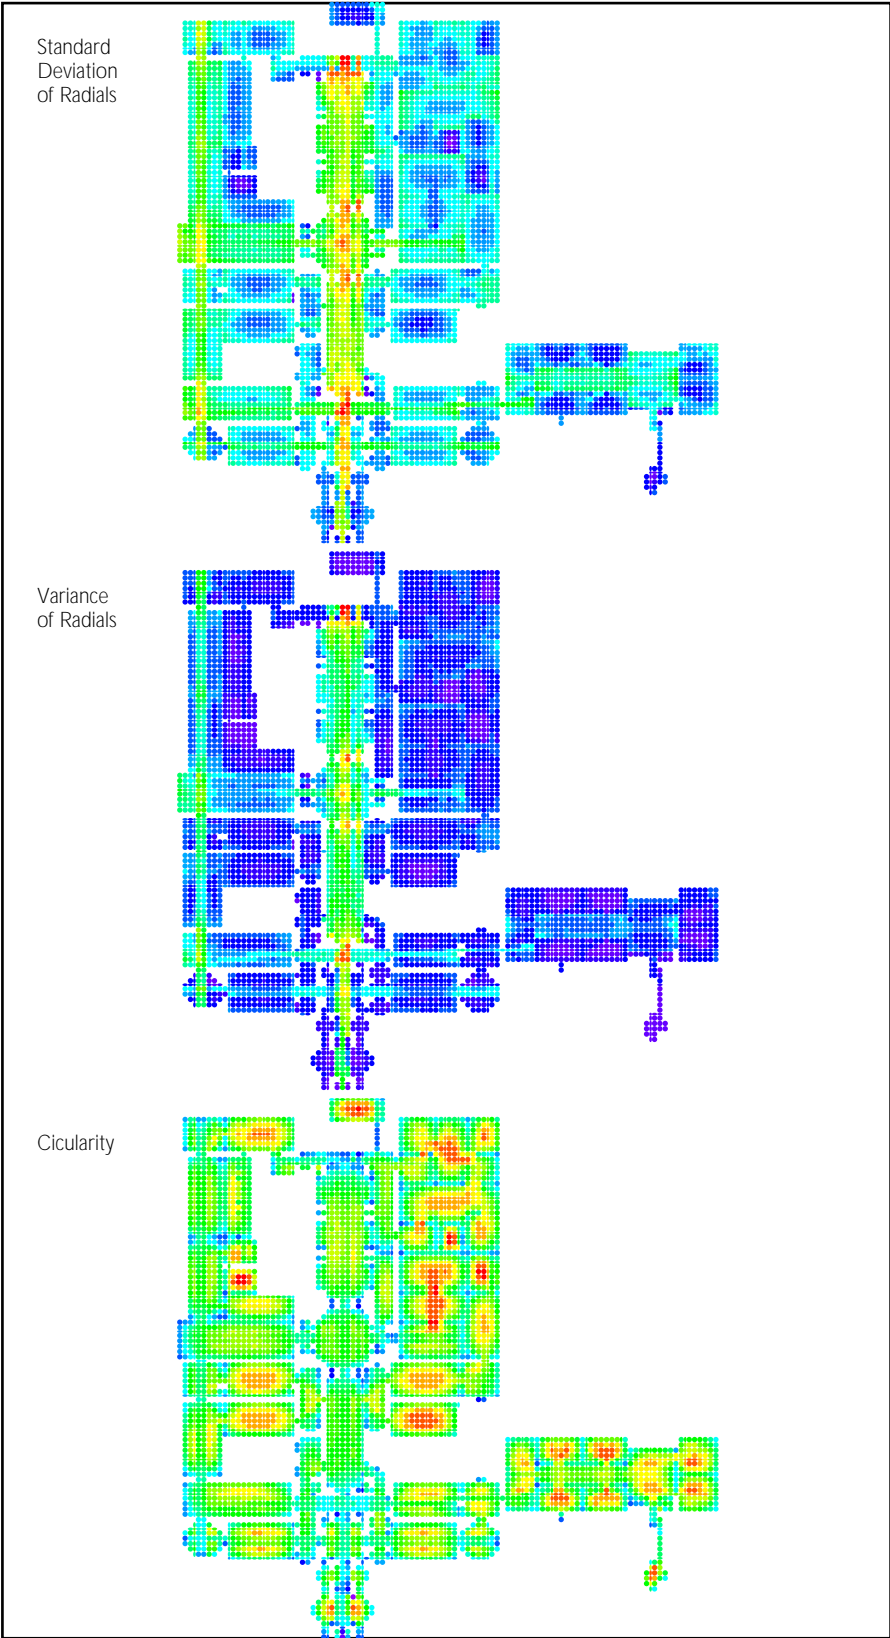 Standard
Deviation
of Radials
Variance
of Radials
Cicularity